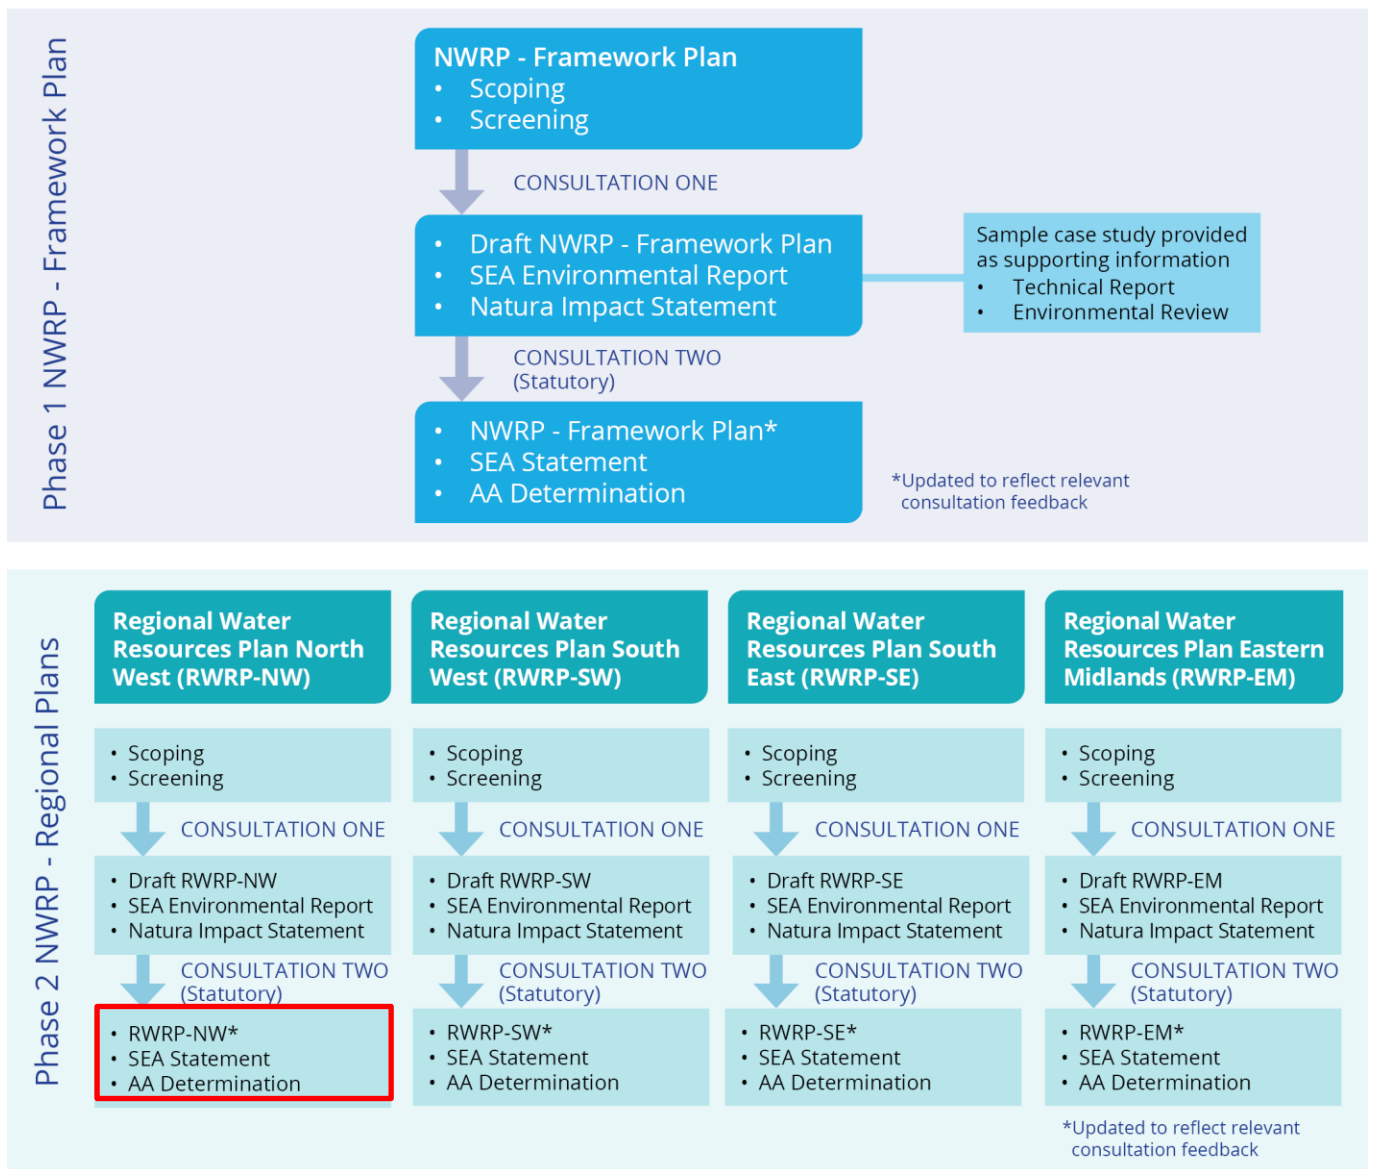 Phase 1 NWRP - Framework Plan
NWRP - Framework Plan
• Scoping
• Screening
CONSULTATION ONE
• Draft NWRP - Framework Plan
• SEA Environmental Report
• Natura Impact Statement
Sample case study provided
as supporting information
• Technical Report
• Environmental Review
CONSULTATION TWO
(Statutory)
• NWRP - Framework Plan*
• SEA Statement
• AA Determination
*Updated to reflect relevant
consultation feedback
Phase 2 NWRP - Regional Plans
Regional Water
Resources Plan North
West (RWRP-NW)
• Scoping
• Screening
CONSULTATION ONE
• Draft RWRP-NW
• SEA Environmental Report
• Natura Impact Statement
CONSULTATION TWO
(Statutory)
• RWRP-NW*
• SEA Statement
• AA Determination
Regional Water
Resources Plan South
West (RWRP-SW)
• Scoping
• Screening
CONSULTATION ONE
• Draft RWRP-SW
• SEA Environmental Report
• Natura Impact Statement
CONSULTATION TWO
(Statutory)
• RWRP-SW*
• SEA Statement
• AA Determination
Regional Water
Resources Plan South
East (RWRP-SE)
• Scoping
• Screening
CONSULTATION ONE
• Draft RWRP-SE
• SEA Environmental Report
• Natura Impact Statement
CONSULTATION TWO
(Statutory)
• RWRP-SE*
• SEA Statement
• AA Determination
Regional Water
Resources Plan Eastern
Midlands (RWRP-EM)
• Scoping
• Screening
CONSULTATION ONE
• Draft RWRP-EM
• SEA Environmental Report
• Natura Impact Statement
CONSULTATION TWO
(Statutory)
• RWRP-EM*
• SEA Statement
• AA Determination
*Updated to reflect relevant
consultation feedback